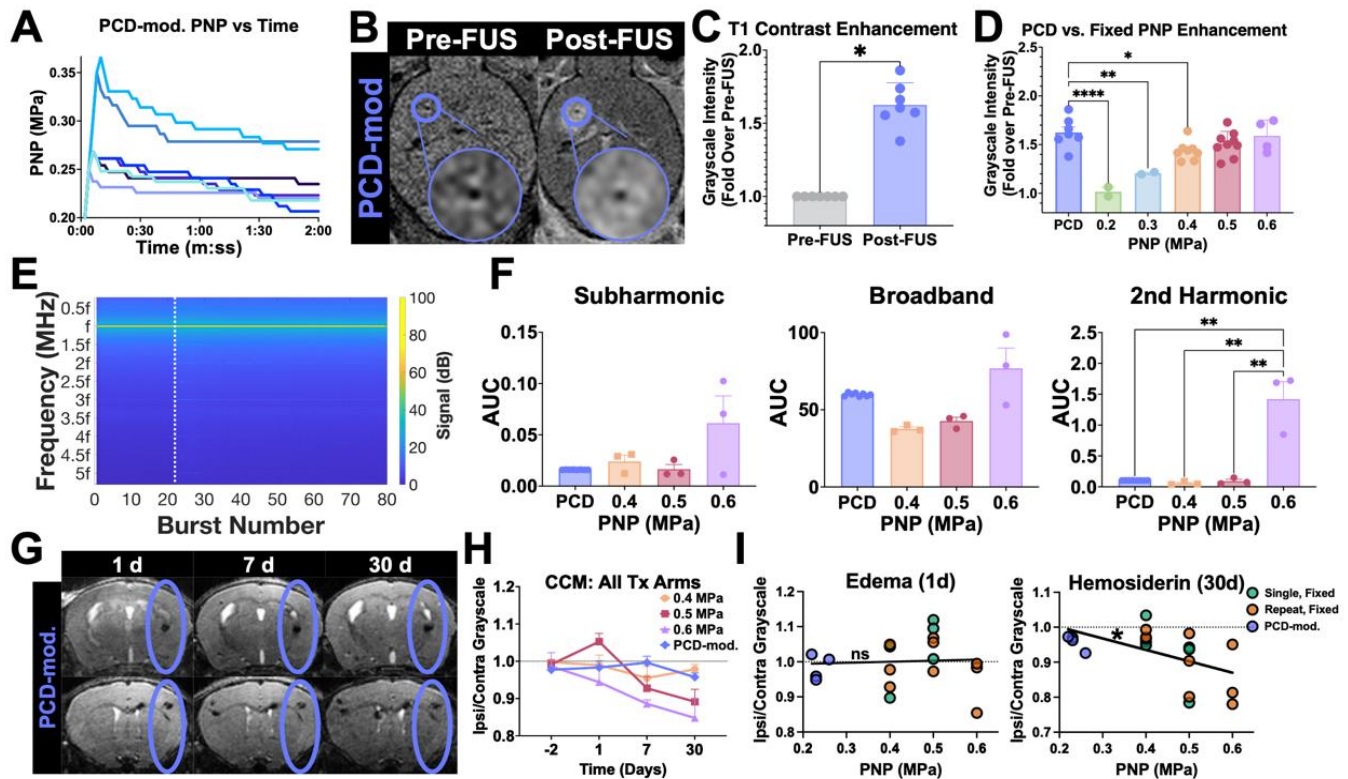 A
PCD-mod. PNP vs Time
PNP (MPa)
0.35
0.30
0.25
0.20
0:00 0:30 1:00 1:30 2:00
Time (m:ss)
B
Pre-FUS Post-FUS
PCD-mod
C
T1 Contrast Enhancement
Grayscale Intensity
(Fold Over Pre-FUS)
2.0
1.5
1.0
*
Pre-FUS Post-FUS
D
PCD vs. Fixed PNP Enhancement
Grayscale Intensity
(Fold Over Pre-FUS)
2.5
2.0
1.5
1.0
*
**
****
PCD 0.2 0.3 0.4 0.5 0.6
PNP (MPa)
E
Frequency (MHz)
0.5f
f
1.5f
2f
2.5f
3f
3.5f
4f
4.5f
5f
0 10 20 30 40 50 60 70 80
Burst Number
100
80
60
40
20
0
Signal (dB)
F
Subharmonic
AUC
0.15
0.10
0.05
0.00
PCD 0.4 0.5 0.6
PNP (MPa)
Broadband
AUC
100
50
0
PCD 0.4 0.5 0.6
PNP (MPa)
2nd Harmonic
AUC
2.5
2.0
1.5
1.0
0.5
0.0
**
**
**
PCD 0.4 0.5 0.6
PNP (MPa)
G
1 d 7 d 30 d
PCD-mod.
H
CCM: All Tx Arms
Ipsi/Contra Grayscale
1.2
1.1
1.0
0.9
0.8
0.4 MPa
0.5 MPa
0.6 MPa
PCD-mod.
-2 1 7 30
Time (Days)
I
Edema (1d)
Ipsi/Contra Grayscale
1.2
1.1
1.0
0.9
0.8
ns
0.2 0.3 0.4 0.5 0.6
PNP (MPa)
Hemosiderin (30d)
Ipsi/Contra Grayscale
1.1
1.0
0.9
0.8
0.7
*
0.2 0.3 0.4 0.5 0.6
PNP (MPa)
Single, Fixed
Repeat, Fixed
PCD-mod.